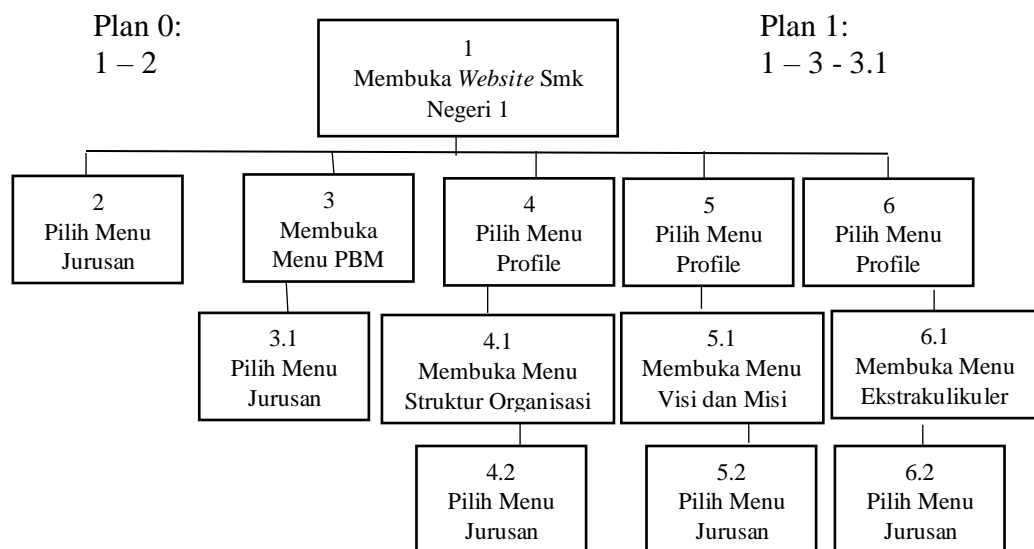 Plan 0:
1 – 2
Plan 1:
1 – 3 - 3.1
1
Membuka Website Smk
Negeri 1
2
Pilih Menu
Jurusan
3
Membuka
Menu PBM
4
Pilih Menu
Profile
5
Pilih Menu
Profile
6
Pilih Menu
Profile
3.1
Pilih Menu
Jurusan
4.1
Membuka Menu
Struktur Organisasi
5.1
Membuka Menu
Visi dan Misi
6.1
Membuka Menu
Ekstrakulikuler
4.2
Pilih Menu
Jurusan
5.2
Pilih Menu
Jurusan
6.2
Pilih Menu
Jurusan